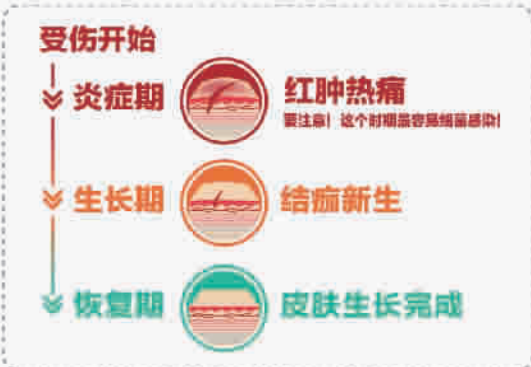 受伤开始
炎症期
红肿热痛
要注意！这个时期最容易细菌感染！
生长期
结痂新生
恢复期
皮肤生长完成